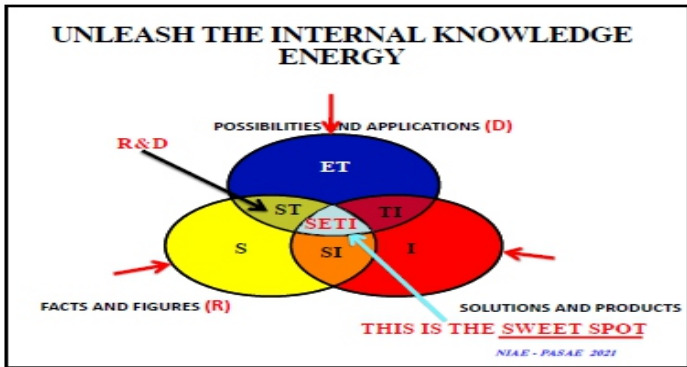 UNLEASH THE INTERNAL KNOWLEDGE
ENERGY
POSSIBILITIES AND APPLICATIONS (D)
R&D
ET
ST
TI
SETI
S
SI
I
FACTS AND FIGURES (R)
SOLUTIONS AND PRODUCTS
THIS IS THE SWEET SPOT
NIAE - PASAE 2021